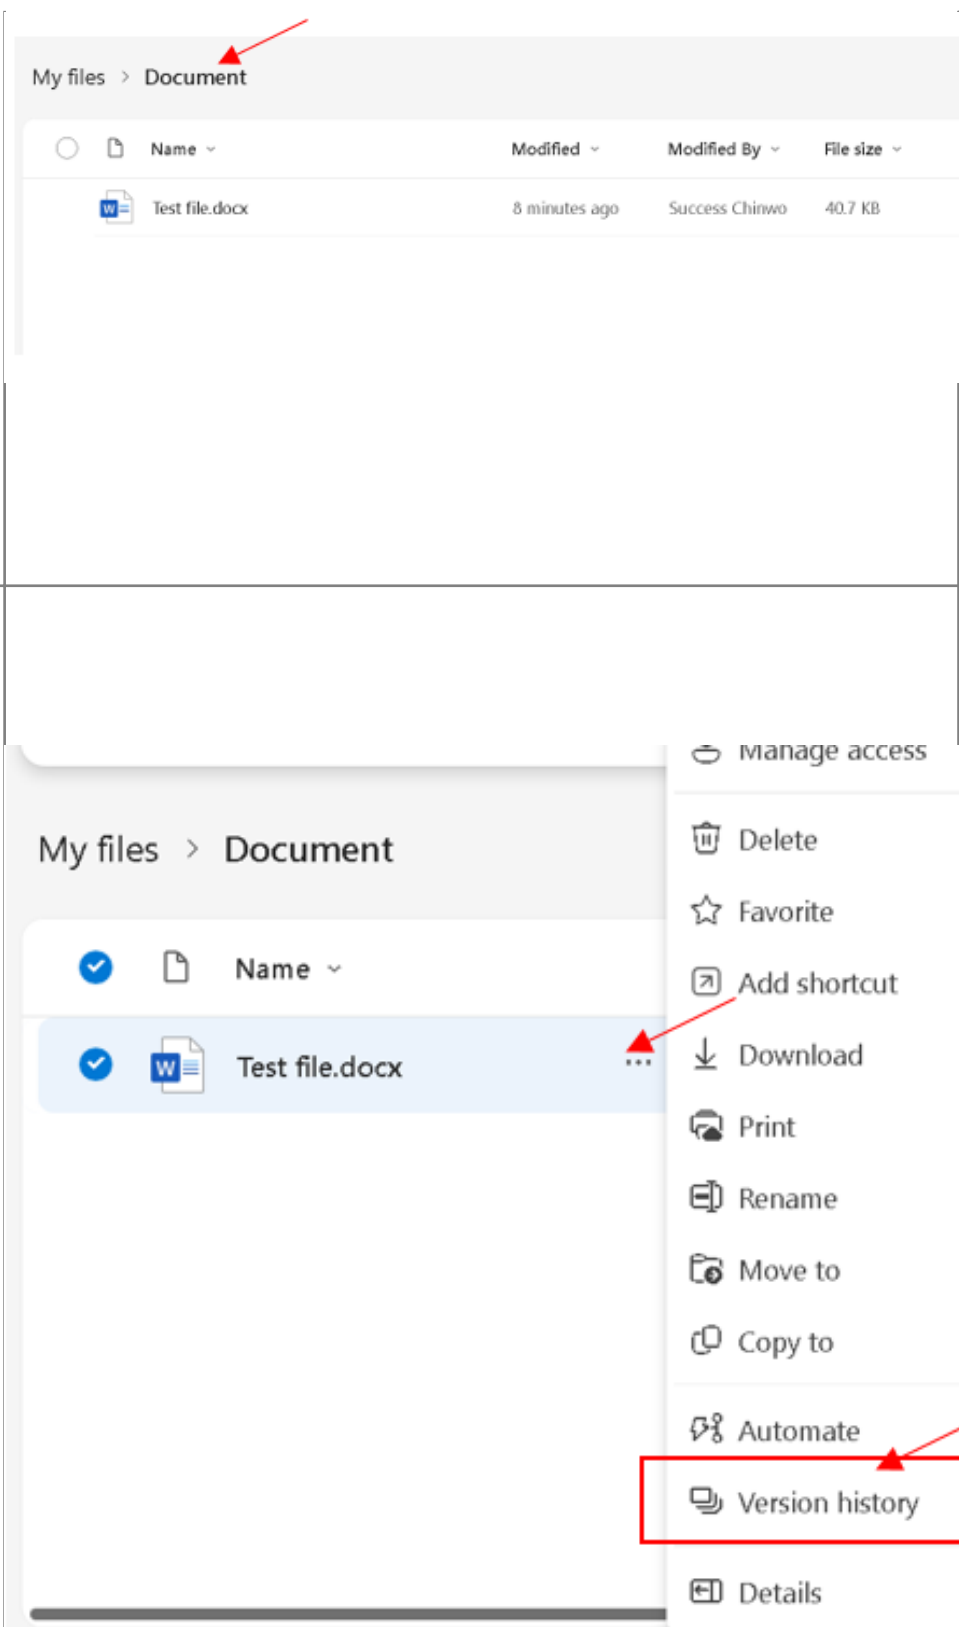 My files > Document
Name Modified Modified By File size
Test file.docx 8 minutes ago Success Chinwo 40.7 KB
Manage access
My files > Document
Delete
Favorite
Name
Add shortcut
Test file.docx ...
Download
Print
Rename
Move to
Copy to
Automate
Version history
Details